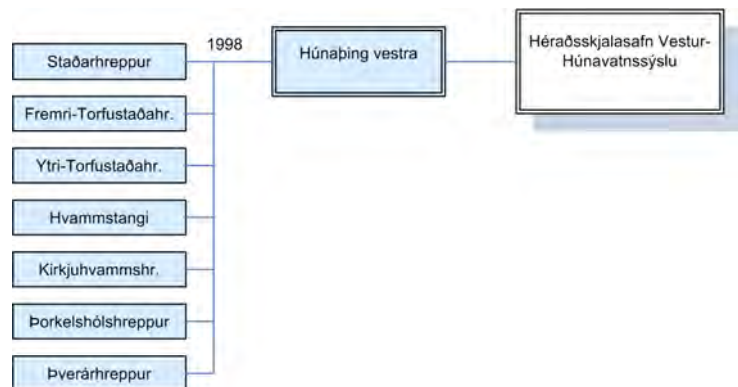 Staðarhreppur
1998
Húnaþing vestra
Héraðsskjalasafn Vestur-
Húnavatnssýslu
Fremri-Torfustaðahr.
Ytri-Torfustaðahr.
Hvammstangi
Kirkjuhvammshr.
Þorkelshólshreppur
Þverárhreppur